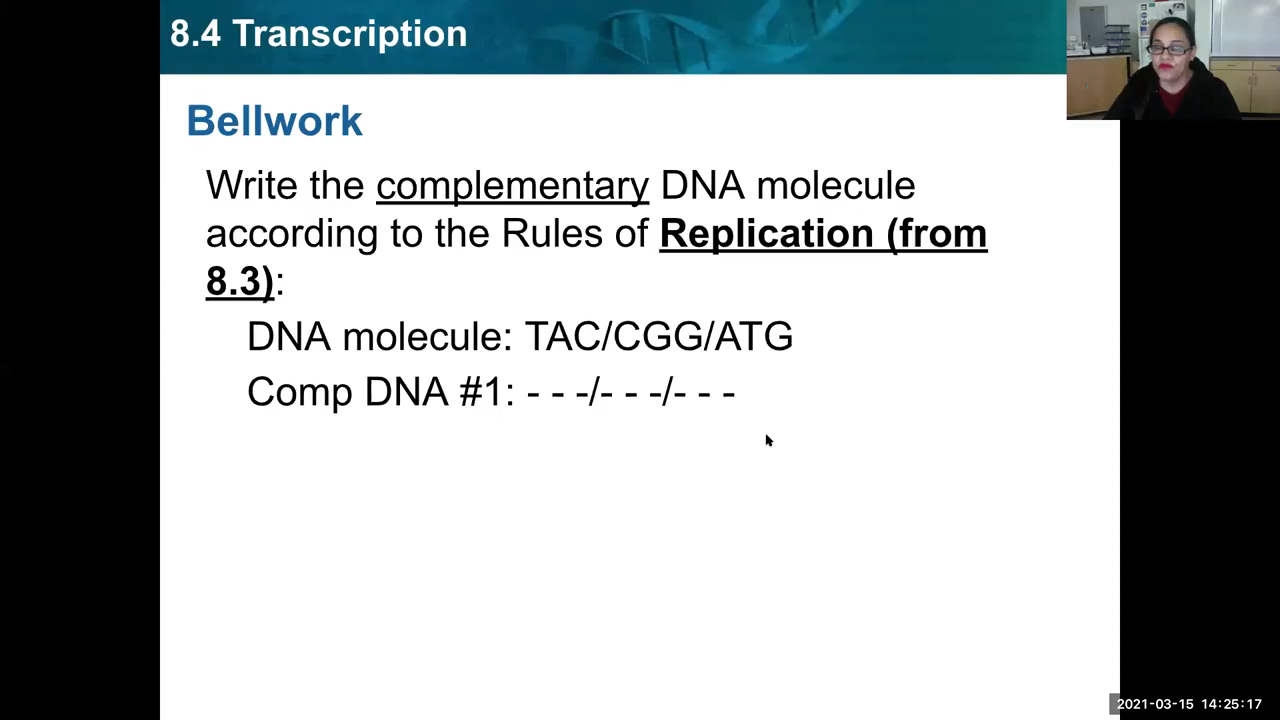 8.4 Transcription
Bellwork
Write the complementary DNA molecule
according to the Rules of Replication (from
8.3):
DNA molecule: TAC/CGG/ATG
Comp DNA #1: - - -/- - -/- - -
2021-03-15 14:25:17